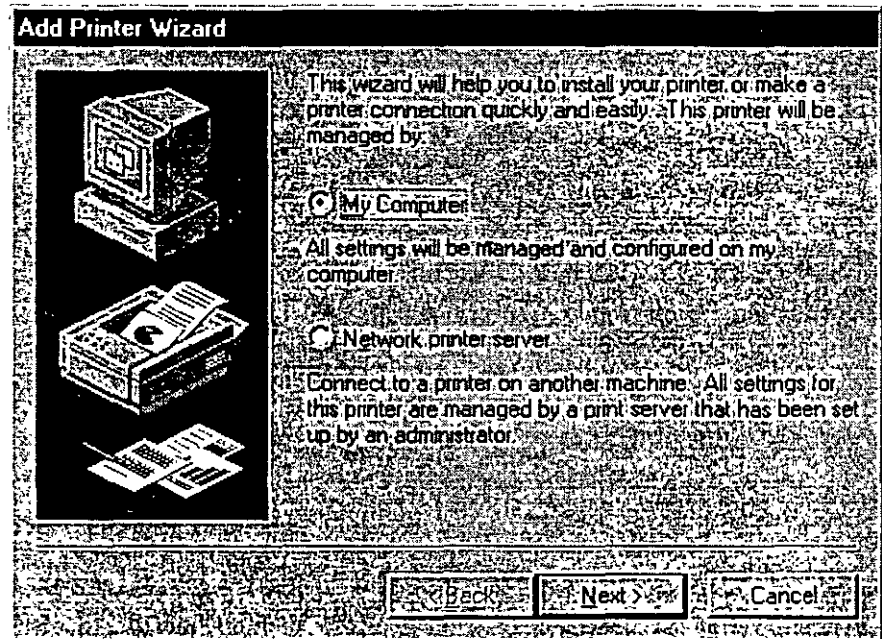 Add Printer Wizard
This wizard will help you to install your printer or make a
printer connection quickly and easily. This printer will be
managed by:
My Computer
All settings will be managed and configured on my
computer.
Network printer server
Connect to a printer on another machine. All settings for
this printer are managed by a print server that has been set
up by an administrator.
< Back
Next >
Cancel